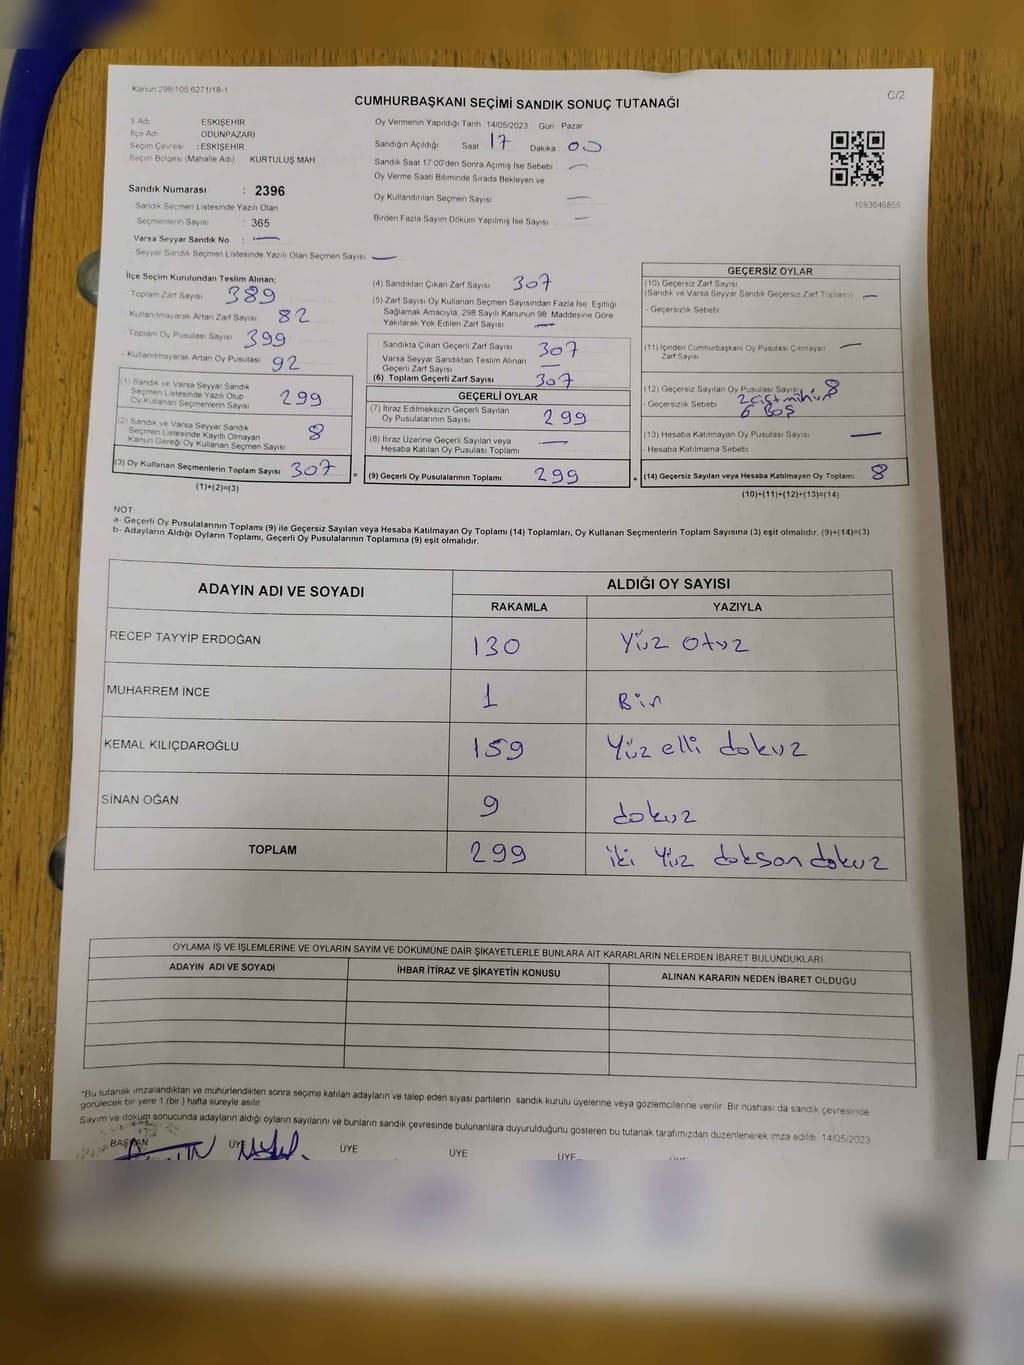 Kanun 298/105:6271/18-1
C/2
CUMHURBAŞKANI SEÇİMİ SANDIK SONUÇ TUTANAĞI
İl Adı ESKİŞEHİR
İlçe Adı ODUNPAZARI
Seçim Çevresi : ESKİŞEHİR
Seçim Bölgesi (Mahalle Adı) KURTULUŞ MAH.
Sandık Numarası : 2396
- Sandık Seçmen Listesinde Yazılı Olan
Seçmenlerin Sayısı : 365
Varsa Seyyar Sandık No : —
- Seyyar Sandık Seçmen Listesinde Yazılı Olan Seçmen Sayısı —
Oy Vermenin Yapıldığı Tarih 14/05/2023 Gün Pazar
Sandığın Açıldığı Saat 17 Dakika : 00
Sandık Saat 17:00'den Sonra Açımış İse Sebebi —
Oy Verme Saati Bitiminde Sırada Bekleyen ve
Oy Kullandırılan Seçmen Sayısı —
Birden Fazla Sayım Döküm Yapılmış İse Sayısı —
1093646855
İlçe Seçim Kurulundan Teslim Alınan;
- Toplam Zarf Sayısı 389
- Kullanılmayarak Artan Zarf Sayısı 82
- Toplam Oy Pusulası Sayısı 399
- Kullanılmayarak Artan Oy Pusulası 92
(1) Sandık ve Varsa Seyyar Sandık
Seçmen Listesinde Yazılı Olup
Oy Kullanan Seçmenlerin Sayısı 299
(2) Sandık ve Varsa Seyyar Sandık
Seçmen Listesinde Kayıtlı Olmayan
Kanun Gereği Oy Kullanan Seçmen Sayısı 8
(3) Oy Kullanan Seçmenlerin Toplam Sayısı 307
(1)+(2)=(3)
(4) Sandıktan Çıkan Zarf Sayısı 307
(5) Zarf Sayısı Oy Kullanan Seçmen Sayısından Fazla İse, Eşitliği
Sağlamak Amacıyla; 298 Sayılı Kanunun 98. Maddesine Göre
Yakılarak Yok Edilen Zarf Sayısı —
Sandıkta Çıkan Geçerli Zarf Sayısı 307
Varsa Seyyar Sandıktan Teslim Alınan
Geçerli Zarf Sayısı —
(6) Toplam Geçerli Zarf Sayısı 307
GEÇERLİ OYLAR
(7) İtiraz Edilmeksizin Geçerli Sayılan
Oy Pusulalarının Sayısı 299
(8) İtiraz Üzerine Geçerli Sayılan veya
Hesaba Katılan Oy Pusulası Toplamı —
= (9) Geçerli Oy Pusulalarının Toplamı 299
GEÇERSİZ OYLAR
(10) Geçersiz Zarf Sayısı
(Sandık ve Varsa Seyyar Sandık Geçersiz Zarf Toplamı) —
- Geçersizlik Sebebi
(11) İçinden Cumhurbaşkanı Oy Pusulası Çıkmayan
Zarf Sayısı —
(12) Geçersiz Sayılan Oy Pusulası Sayısı 8
- Geçersizlik Sebebi 2 çift mühür
6 Boş
(13) Hesaba Katılmayan Oy Pusulası Sayısı —
- Hesaba Katılmama Sebebi
+ (14) Geçersiz Sayılan veya Hesaba Katılmayan Oy Toplamı 8
(10)+(11)+(12)+(13)=(14)
NOT:
a- Geçerli Oy Pusulalarının Toplamı (9) ile Geçersiz Sayılan veya Hesaba Katılmayan Oy Toplamı (14) Toplamları, Oy Kullanan Seçmenlerin Toplam Sayısına (3) eşit olmalıdır. (9)+(14)=(3)
b- Adayların Aldığı Oyların Toplamı, Geçerli Oy Pusulalarının Toplamına (9) eşit olmalıdır.
ADAYIN ADI VE SOYADI ALDIĞI OY SAYISI
RAKAMLA YAZIYLA
RECEP TAYYİP ERDOĞAN 130 Yüz otuz
MUHARREM İNCE 1 Bir
KEMAL KILIÇDAROĞLU 159 Yüz elli dokuz
SİNAN OĞAN 9 dokuz
TOPLAM 299 iki Yüz doksan dokuz
OYLAMA İŞ VE İŞLEMLERİNE VE OYLARIN SAYIM VE DÖKÜMÜNE DAİR ŞİKAYETLERLE BUNLARA AİT KARARLARIN NELERDEN İBARET BULUNDUKLARI
ADAYIN ADI VE SOYADI İHBAR İTİRAZ VE ŞİKAYETİN KONUSU ALINAN KARARIN NEDEN İBARET OLDUĞU
*Bu tutanak imzalandıktan ve mühürlendikten sonra seçime katılan adayların ve talep eden siyasi partilerin sandık kurulu üyelerine veya gözlemcilerine verilir. Bir nüshası da sandık çevresinde
görülecek bir yere 1 (bir) hafta süreyle asılır.
Sayım ve döküm sonucunda adayların aldığı oyların sayılarını ve bunların sandık çevresinde bulunanlara duyurulduğunu gösteren bu tutanak tarafımızdan düzenlenerek imza edildi. 14/05/2023
BAŞKAN ÜYE ÜYE ÜYE ÜYE